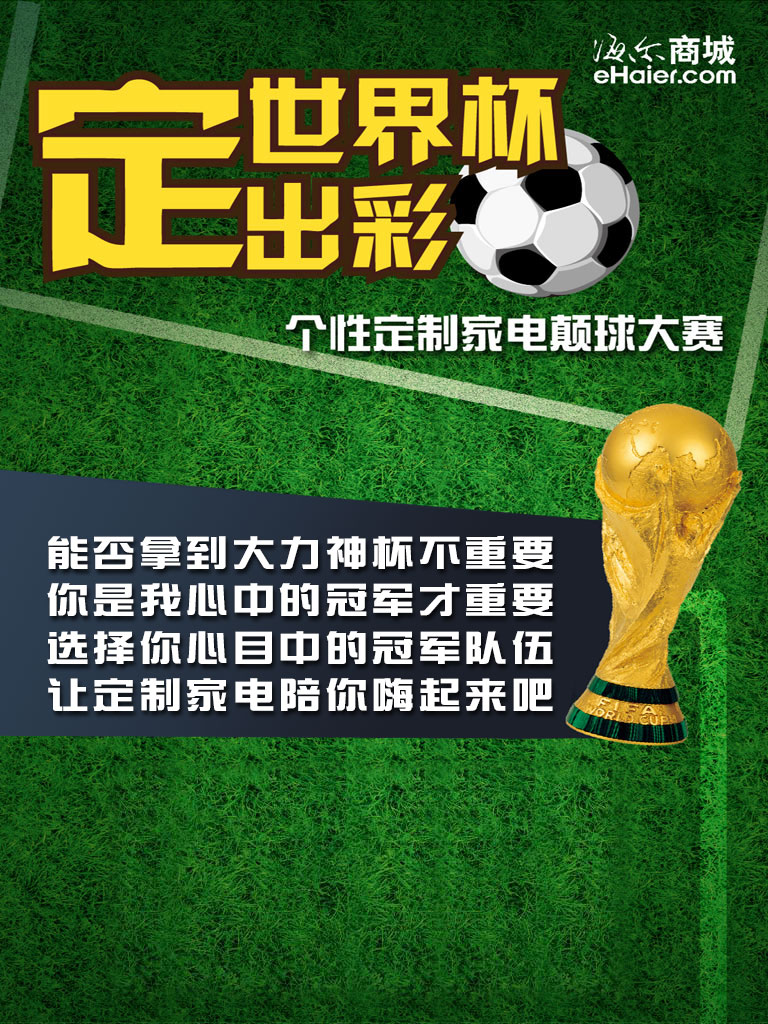 海尔商城
eHaier.com
定世界杯
出彩
个性定制家电颠球大赛
能否拿到大力神杯不重要
你是我心中的冠军才重要
选择你心目中的冠军队伍
让定制家电陪你嗨起来吧
FIFA
WORLD CUP